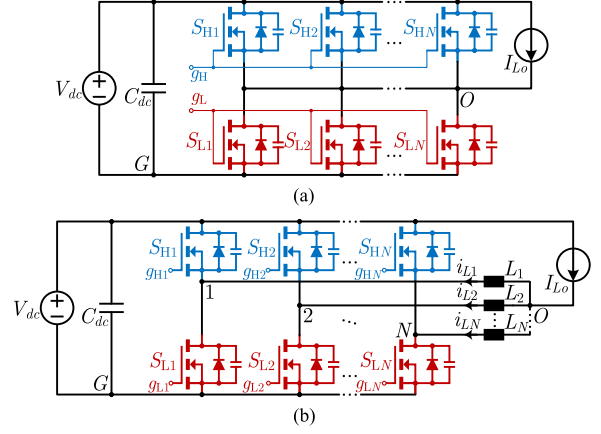 S_H1 S_H2 ... S_HN
g_H
V_dc C_dc I_Lo
g_L O
S_L1 S_L2 ... S_LN
G
(a)
S_H1 S_H2 ... S_HN
g_H1 g_H2 g_HN
1 i_L1 L_1
V_dc C_dc 2 i_L2 L_2 O I_Lo
N i_LN L_N
S_L1 S_L2 S_LN
G g_L1 g_L2 g_LN
(b)